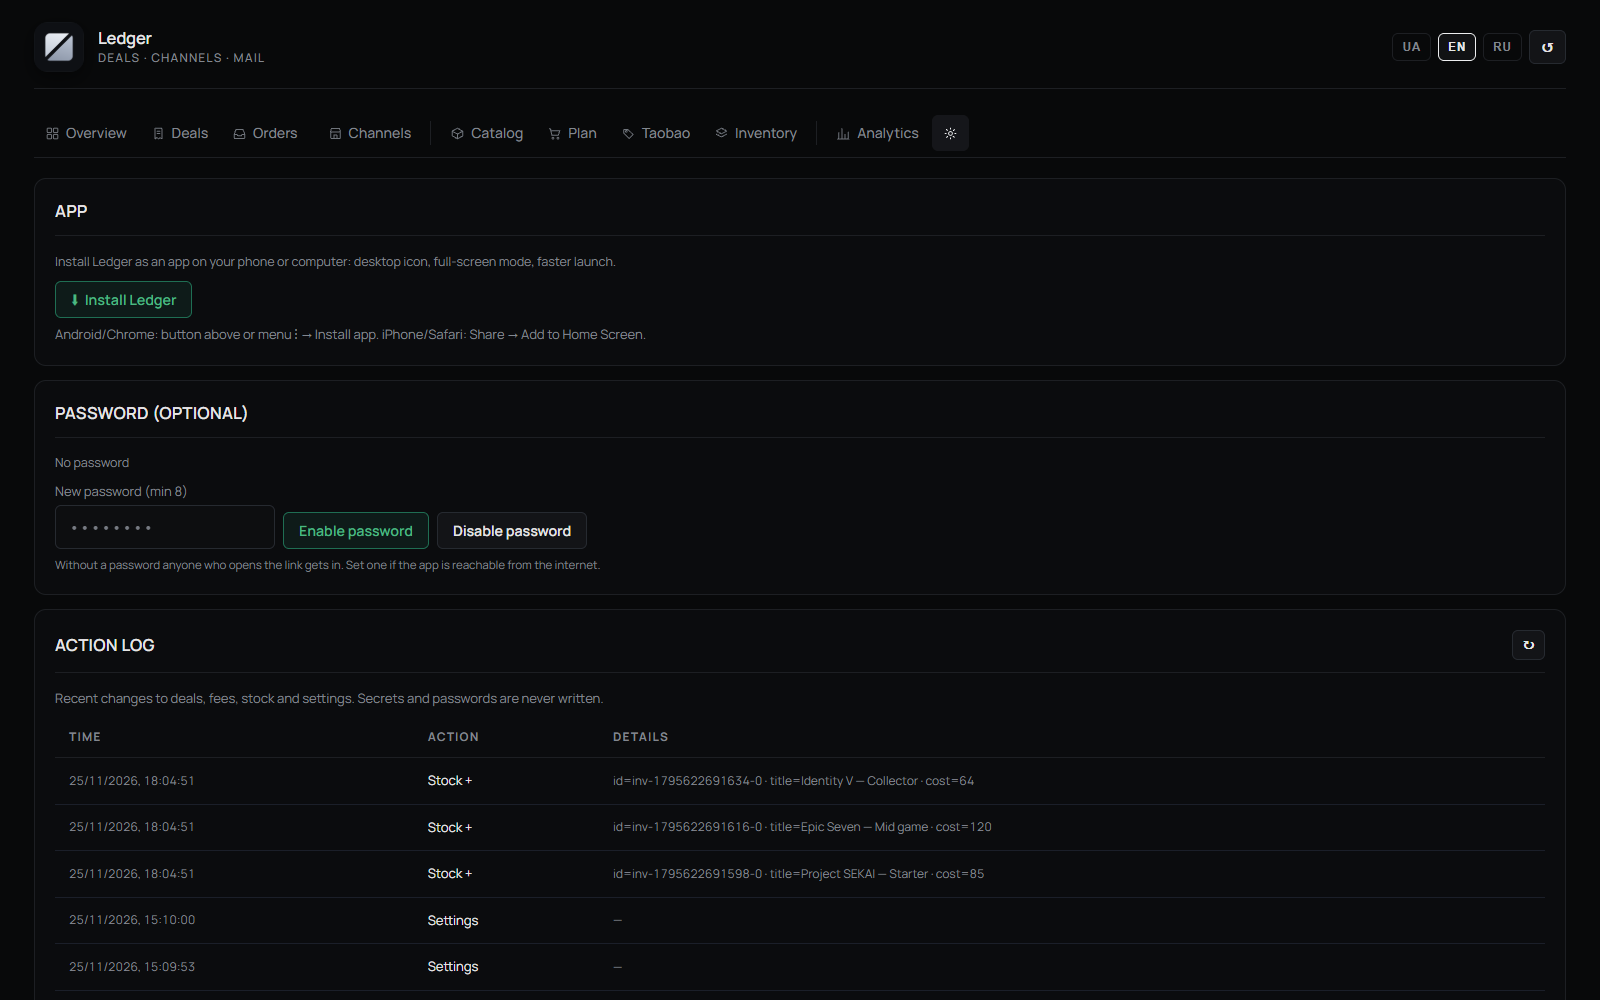 Ledger
DEALS · CHANNELS · MAIL
UA EN RU ↺
Overview Deals Orders Channels Catalog Plan Taobao Inventory Analytics
APP
Install Ledger as an app on your phone or computer: desktop icon, full-screen mode, faster launch.
⬇ Install Ledger
Android/Chrome: button above or menu ⋮ → Install app. iPhone/Safari: Share → Add to Home Screen.
PASSWORD (OPTIONAL)
No password
New password (min 8)
••••••••
Enable password Disable password
Without a password anyone who opens the link gets in. Set one if the app is reachable from the internet.
ACTION LOG ↻
Recent changes to deals, fees, stock and settings. Secrets and passwords are never written.
TIME ACTION DETAILS
25/11/2026, 18:04:51 Stock + id=inv-1795622691634-0 · title=Identity V — Collector · cost=64
25/11/2026, 18:04:51 Stock + id=inv-1795622691616-0 · title=Epic Seven — Mid game · cost=120
25/11/2026, 18:04:51 Stock + id=inv-1795622691598-0 · title=Project SEKAI — Starter · cost=85
25/11/2026, 15:10:00 Settings —
25/11/2026, 15:09:53 Settings —